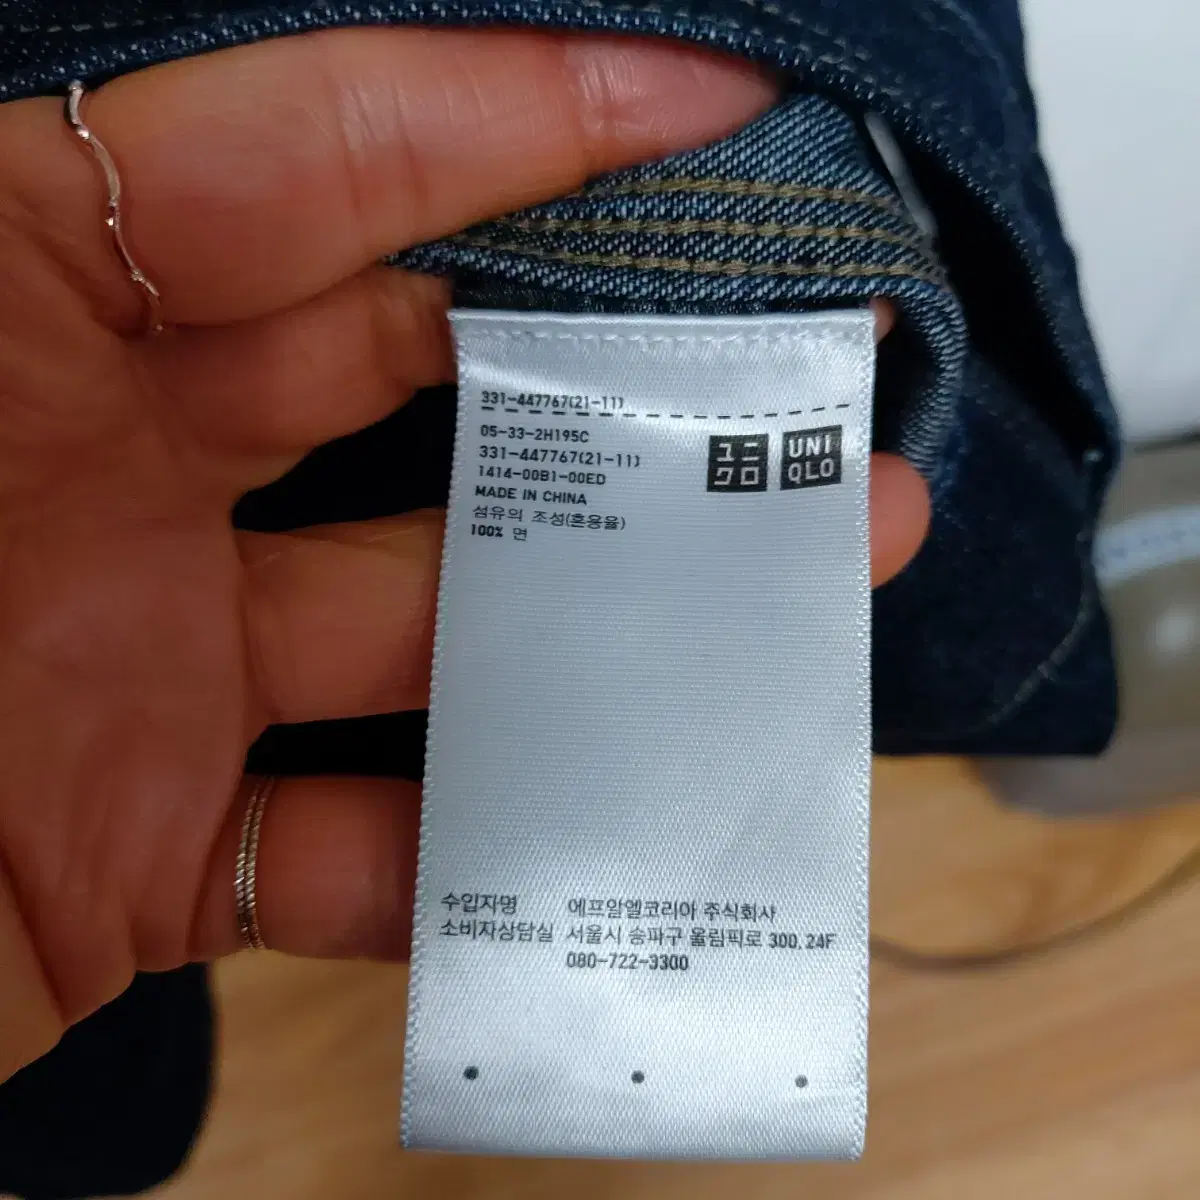 331-447767(21-11)
05-33-2H195C
331-447767(21-11)
1414-00B1-00ED
MADE IN CHINA
섬유의 조성(혼용율)
100% 면
ユニ
クロ
UNI
QLO
수입자명 에프알엘코리아 주식회사
소비자상담실 서울시 송파구 올림픽로 300, 24F
080-722-3300